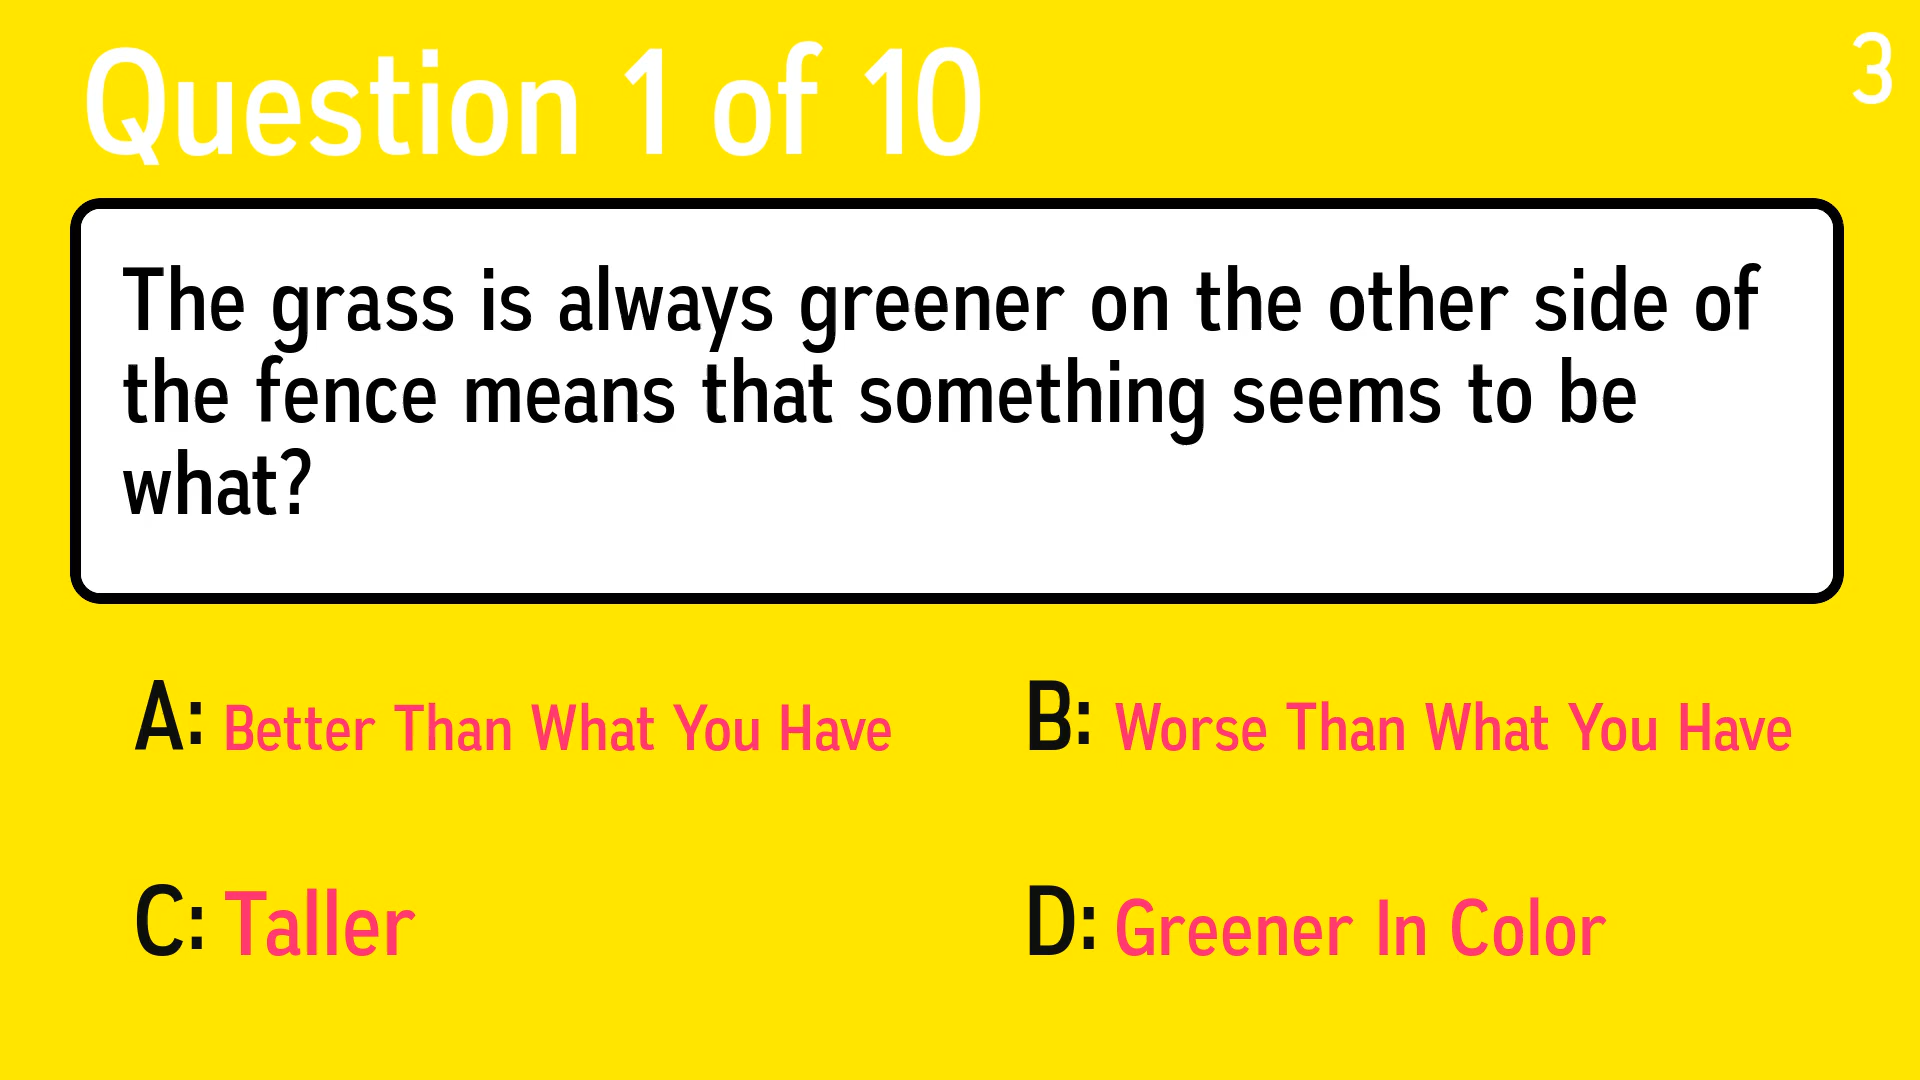 Question 1 of 10
3
The grass is always greener on the other side of
the fence means that something seems to be
what?
A: Better Than What You Have
B: Worse Than What You Have
C: Taller
D: Greener In Color